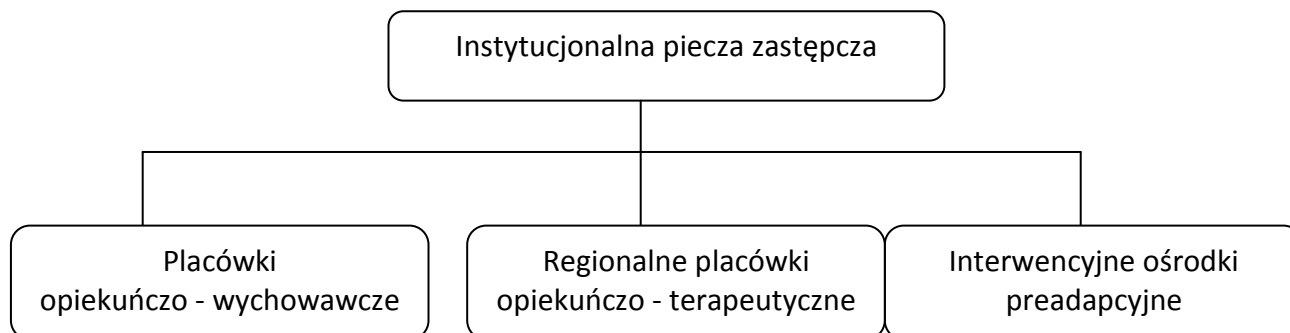 Instytucjonalna piecza zastępcza
Placówki
opiekuńczo - wychowawcze
Regionalne placówki
opiekuńczo - terapeutyczne
Interwencyjne ośrodki
preadapcyjne